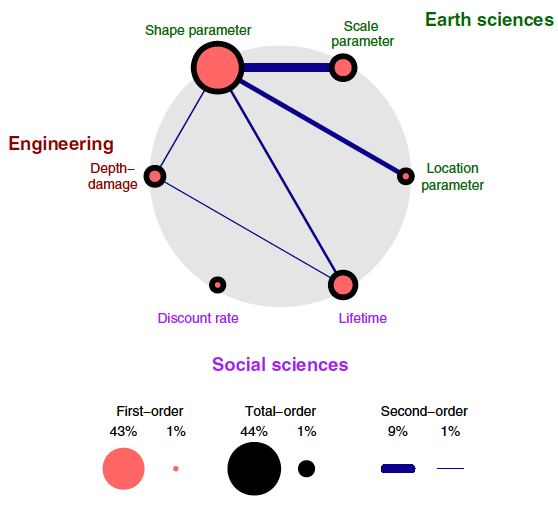 Earth sciences
Shape parameter
Scale
parameter
Engineering
Depth–
damage
Location
parameter
Discount rate
Lifetime
Social sciences
First–order
Total–order
Second–order
43% 1%
44% 1%
9% 1%